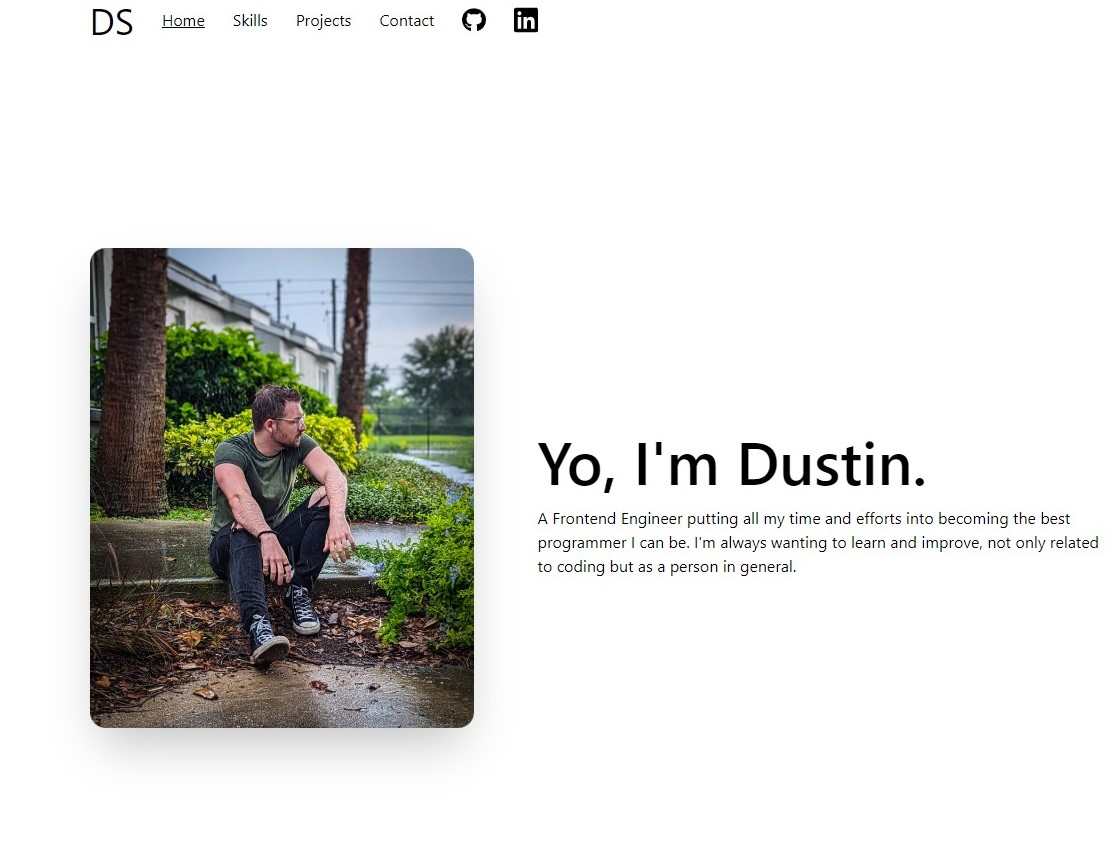 DS Home Skills Projects Contact in
Yo, I'm Dustin.
A Frontend Engineer putting all my time and efforts into becoming the best
programmer I can be. I'm always wanting to learn and improve, not only related
to coding but as a person in general.